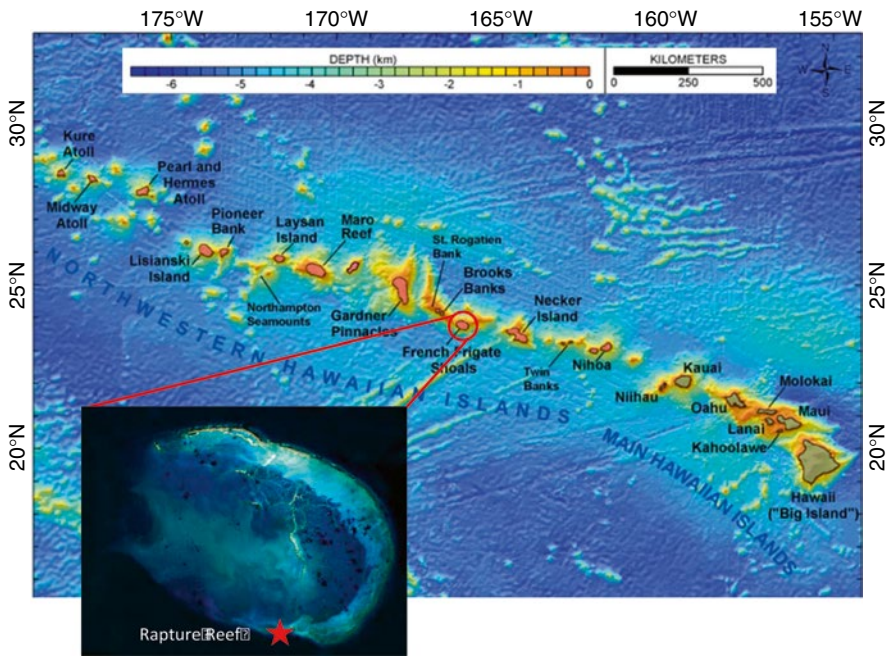 175°W 170°W 165°W 160°W 155°W
DEPTH (km)
-6 -5 -4 -3 -2 -1 0
KILOMETERS
0 250 500
N
W E
S
30°N
25°N
20°N
30°N
25°N
20°N
Kure
Atoll
Midway
Atoll
Pearl and
Hermes
Atoll
Lisianski
Island
Pioneer
Bank
Northampton
Seamounts
Laysan
Island
Maro
Reef
Gardner
Pinnacles
St. Rogatien
Bank
Brooks
Banks
French Frigate
Shoals
Necker
Island
Twin
Banks
Nihoa
Niihau
Kauai
Oahu
Molokai
Maui
Lanai
Kahoolawe
Hawaii
("Big Island")
NORTHWESTERN HAWAIIAN ISLANDS
MAIN HAWAIIAN ISLANDS
Rapture Reef